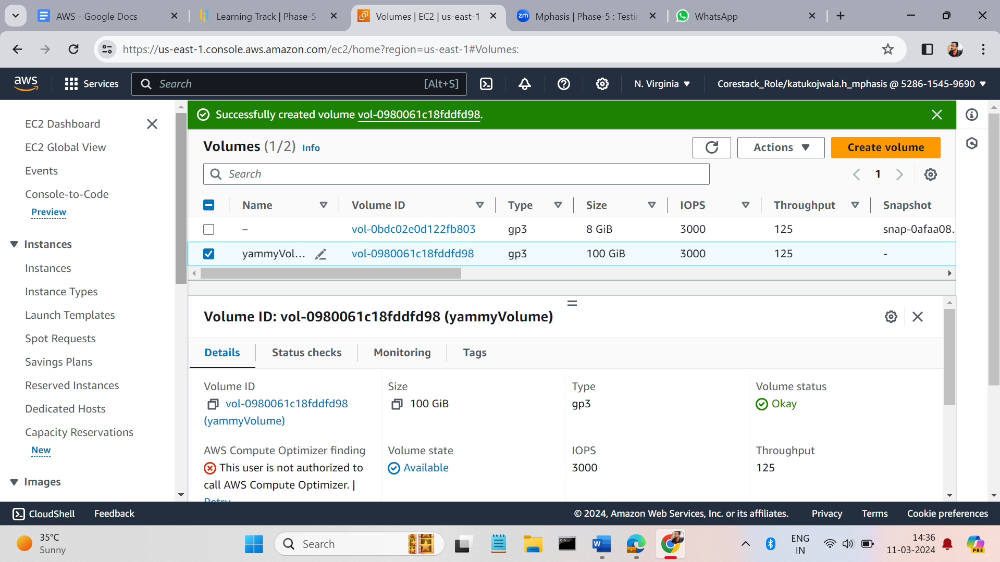 AWS - Google Docs
Learning Track | Phase-5-
Volumes | EC2 | us-east-1
zm
Mphasis | Phase-5 : Testin
WhatsApp
https://us-east-1.console.aws.amazon.com/ec2/home?region=us-east-1#Volumes:
aws
Services
Search
[Alt+S]
N. Virginia
Corestack_Role/katukojwala.h_mphasis @ 5286-1545-9690
EC2 Dashboard
EC2 Global View
Events
Console-to-Code
Preview
Instances
Instances
Instance Types
Launch Templates
Spot Requests
Savings Plans
Reserved Instances
Dedicated Hosts
Capacity Reservations
New
Images
Successfully created volume vol-0980061c18fddfd98.
Volumes (1/2) Info
Actions
Create volume
Search
1
Name Volume ID Type Size IOPS Throughput Snapshot
– vol-0bdc02e0d122fb803 gp3 8 GiB 3000 125 snap-0afaa08.
yammyVol... vol-0980061c18fddfd98 gp3 100 GiB 3000 125 -
Volume ID: vol-0980061c18fddfd98 (yammyVolume)
Details Status checks Monitoring Tags
Volume ID
vol-0980061c18fddfd98
(yammyVolume)
Size
100 GiB
Type
gp3
Volume status
Okay
AWS Compute Optimizer finding
This user is not authorized to
call AWS Compute Optimizer. |
Retry
Volume state
Available
IOPS
3000
Throughput
125
CloudShell Feedback
© 2024, Amazon Web Services, Inc. or its affiliates. Privacy Terms Cookie preferences
35°C
Sunny
Search
ENG
IN
14:36
11-03-2024
PRE